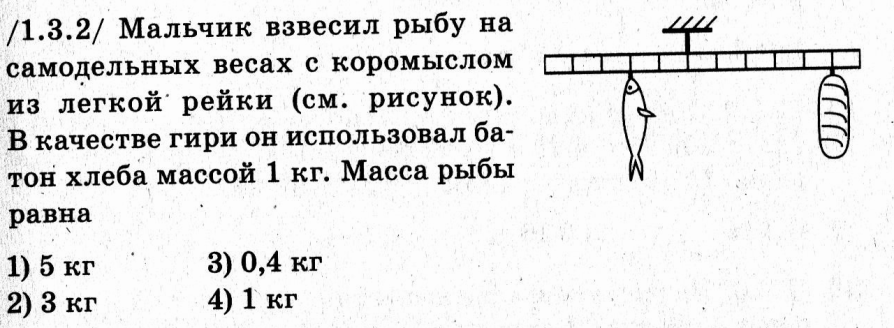 /1.3.2/ Мальчик взвесил рыбу на
самодельных весах с коромыслом
из легкой рейки (см. рисунок).
В качестве гири он использовал ба-
тон хлеба массой 1 кг. Масса рыбы
равна
1) 5 кг 3) 0,4 кг
2) 3 кг 4) 1 кг